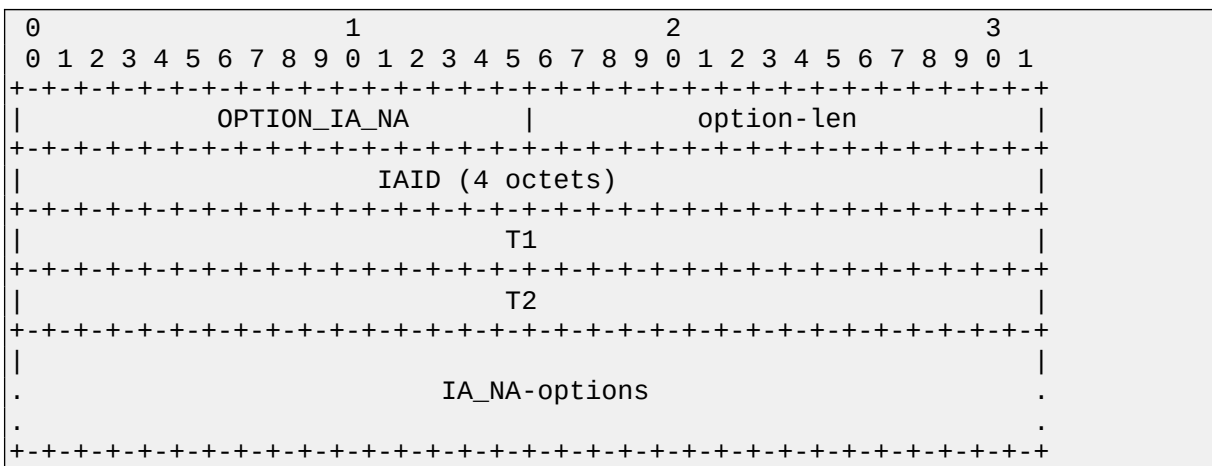 0                   1                   2                   3
 0 1 2 3 4 5 6 7 8 9 0 1 2 3 4 5 6 7 8 9 0 1 2 3 4 5 6 7 8 9 0 1
+-+-+-+-+-+-+-+-+-+-+-+-+-+-+-+-+-+-+-+-+-+-+-+-+-+-+-+-+-+-+-+-+
|            OPTION_IA_NA       |          option-len           |
+-+-+-+-+-+-+-+-+-+-+-+-+-+-+-+-+-+-+-+-+-+-+-+-+-+-+-+-+-+-+-+-+
|                      IAID (4 octets)                          |
+-+-+-+-+-+-+-+-+-+-+-+-+-+-+-+-+-+-+-+-+-+-+-+-+-+-+-+-+-+-+-+-+
|                              T1                               |
+-+-+-+-+-+-+-+-+-+-+-+-+-+-+-+-+-+-+-+-+-+-+-+-+-+-+-+-+-+-+-+-+
|                              T2                               |
+-+-+-+-+-+-+-+-+-+-+-+-+-+-+-+-+-+-+-+-+-+-+-+-+-+-+-+-+-+-+-+-+
|                                                               |
.                          IA_NA-options                        .
.                                                               .
+-+-+-+-+-+-+-+-+-+-+-+-+-+-+-+-+-+-+-+-+-+-+-+-+-+-+-+-+-+-+-+-+